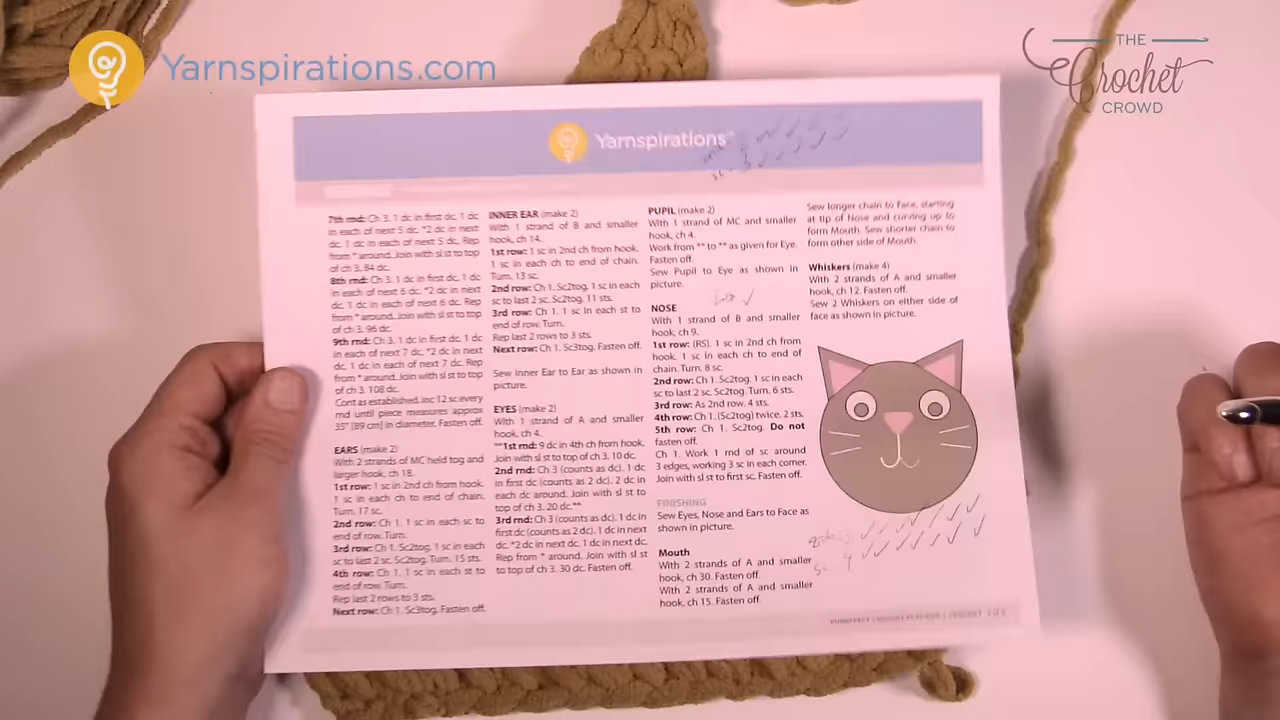 Yarnspirations.com
THE
Crochet
CROWD
Yarnspirations™
7th rnd: Ch 3. 1 dc in first dc. 1 dc
in each of next 5 dc. *2 dc in next
dc. 1 dc in each of next 5 dc. Rep
from * around. Join with sl st to top
of ch 3. 84 dc.
8th rnd: Ch 3. 1 dc in first dc. 1 dc
in each of next 6 dc. *2 dc in next
dc. 1 dc in each of next 6 dc. Rep
from * around. Join with sl st to top
of ch 3. 96 dc.
9th rnd: Ch 3. 1 dc in first dc. 1 dc
in each of next 7 dc. *2 dc in next
dc. 1 dc in each of next 7 dc. Rep
from * around. Join with sl st to top
of ch 3. 108 dc.
Cont as established, inc 12 sc every
rnd until piece measures approx
35" [89 cm] in diameter. Fasten off.
EARS (make 2)
With 2 strands of MC held tog and
larger hook, ch 18.
1st row: 1 sc in 2nd ch from hook.
1 sc in each ch to end of chain.
Turn. 17 sc.
2nd row: Ch 1. 1 sc in each sc to
end of row. Turn.
3rd row: Ch 1. Sc2tog. 1 sc in each
sc to last 2 sc. Sc2tog. Turn. 15 sts.
4th row: Ch 1. 1 sc in each st to
end of row. Turn.
Rep last 2 rows to 3 sts.
Next row: Ch 1. Sc3tog. Fasten off.
INNER EAR (make 2)
With 1 strand of B and smaller
hook, ch 14.
1st row: 1 sc in 2nd ch from hook.
1 sc in each ch to end of chain.
Turn. 13 sc.
2nd row: Ch 1. Sc2tog. 1 sc in each
sc to last 2 sc. Sc2tog. 11 sts.
3rd row: Ch 1. 1 sc in each st to
end of row. Turn.
Rep last 2 rows to 3 sts.
Next row: Ch 1. Sc3tog. Fasten off.
Sew Inner Ear to Ear as shown in
picture.
EYES (make 2)
With 1 strand of A and smaller
hook, ch 4.
**1st rnd: 9 dc in 4th ch from hook.
Join with sl st to top of ch 3. 10 dc.
2nd rnd: Ch 3 (counts as dc). 1 dc
in first dc (counts as 2 dc). 2 dc in
each dc around. Join with sl st to
top of ch 3. 20 dc.**
3rd rnd: Ch 3 (counts as dc). 1 dc in
first dc (counts as 2 dc). 1 dc in next
dc. *2 dc in next dc. 1 dc in next dc.
Rep from * around. Join with sl st
to top of ch 3. 30 dc. Fasten off.
PUPIL (make 2)
With 1 strand of MC and smaller
hook, ch 4.
Work from ** to ** as given for Eye.
Fasten off.
Sew Pupil to Eye as shown in
picture.
NOSE
With 1 strand of B and smaller
hook, ch 9.
1st row: (RS). 1 sc in 2nd ch from
hook. 1 sc in each ch to end of
chain. Turn. 8 sc.
2nd row: Ch 1. Sc2tog. 1 sc in each
sc to last 2 sc. Sc2tog. Turn. 6 sts.
3rd row: As 2nd row. 4 sts.
4th row: Ch 1. (Sc2tog) twice. 2 sts.
5th row: Ch 1. Sc2tog. Do not
fasten off.
Ch 1. Work 1 rnd of sc around
3 edges, working 3 sc in each corner.
Join with sl st to first sc. Fasten off.
FINISHING
Sew Eyes, Nose and Ears to Face as
shown in picture.
Mouth
With 2 strands of A and smaller
hook, ch 30. Fasten off.
With 2 strands of A and smaller
hook, ch 15. Fasten off.
Sew longer chain to Face, starting
at tip of Nose and curving up to
form Mouth. Sew shorter chain to
form other side of Mouth.
Whiskers (make 4)
With 2 strands of A and smaller
hook, ch 12. Fasten off.
Sew 2 Whiskers on either side of
face as shown in picture.